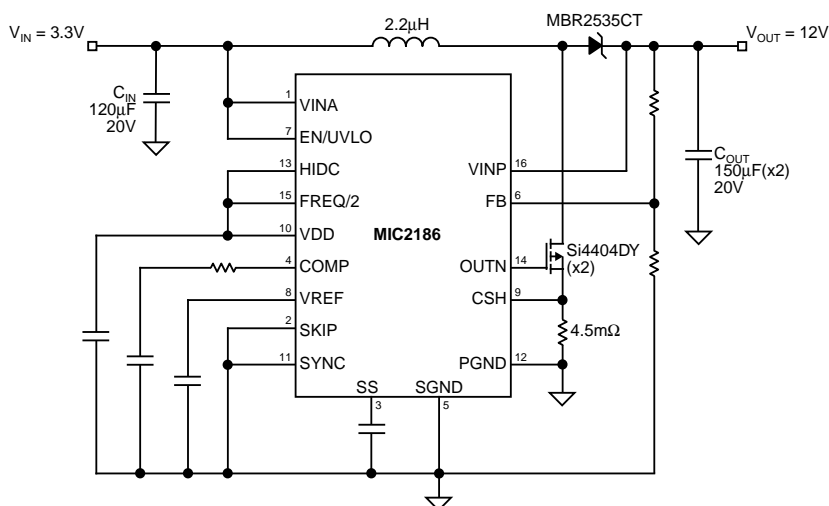 V_IN = 3.3V
2.2µH
MBR2535CT
V_OUT = 12V
C_IN
120µF
20V
1
VINA
7
EN/UVLO
13
HIDC
15
FREQ/2
10
VDD
4
COMP
8
VREF
2
SKIP
11
SYNC
MIC2186
VINP
16
FB
6
OUTN
14
CSH
9
PGND
12
SS
3
SGND
5
Si4404DY
(x2)
4.5mΩ
C_OUT
150µF(x2)
20V